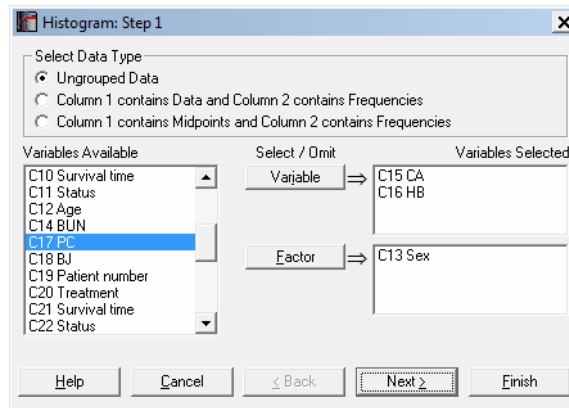 Histogram: Step 1
Select Data Type
Ungrouped Data
Column 1 contains Data and Column 2 contains Frequencies
Column 1 contains Midpoints and Column 2 contains Frequencies
Variables Available
Select / Omit
Variables Selected
C10 Survival time
C11 Status
C12 Age
C14 BUN
C17 PC
C18 BJ
C19 Patient number
C20 Treatment
C21 Survival time
C22 Status
Variable
C15 CA
C16 HB
Factor
C13 Sex
Help
Cancel
< Back
Next >
Finish